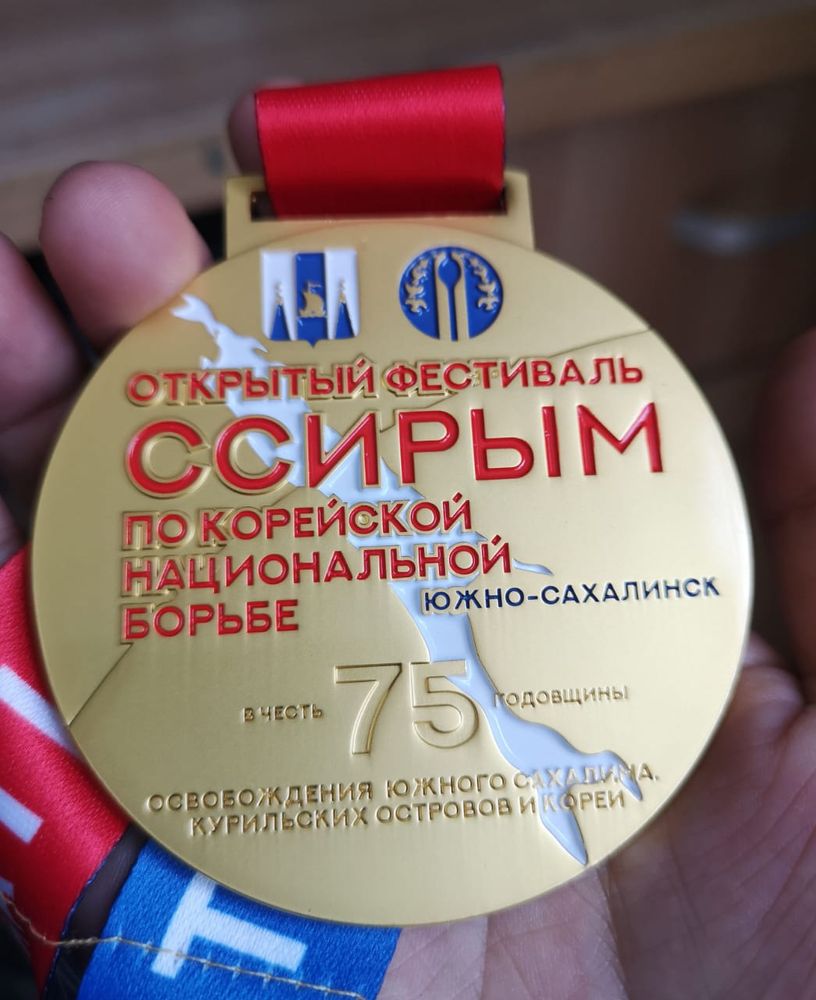 ОТКРЫТЫЙ ФЕСТИВАЛЬ
ССИРЫМ
ПО КОРЕЙСКОЙ
НАЦИОНАЛЬНОЙ
БОРЬБЕ
ЮЖНО-САХАЛИНСК
В ЧЕСТЬ 75 ГОДОВЩИНЫ
ОСВОБОЖДЕНИЯ ЮЖНОГО САХАЛИНА,
КУРИЛЬСКИХ ОСТРОВОВ И КОРЕИ